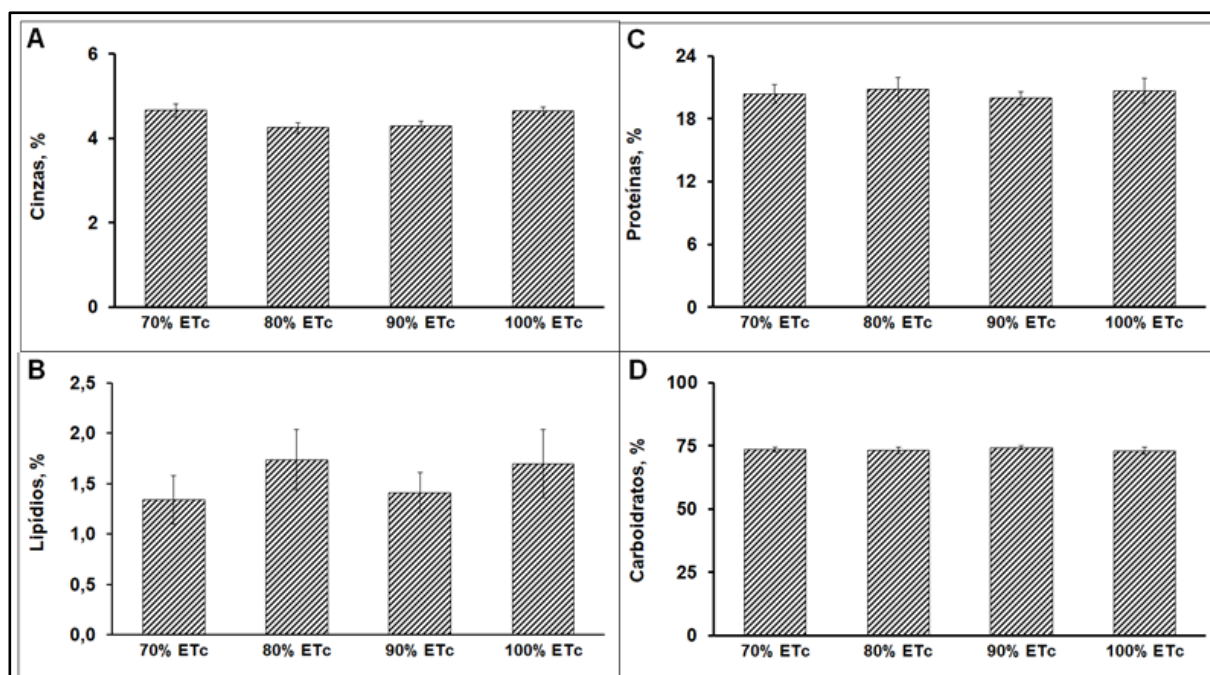 A
Cinzas, %
6
4
2
0
70% ETc 80% ETc 90% ETc 100% ETc
B
Lipídios, %
2,5
2,0
1,5
1,0
0,5
0,0
70% ETc 80% ETc 90% ETc 100% ETc
C
Proteínas, %
24
18
12
6
0
70% ETc 80% ETc 90% ETc 100% ETc
D
Carboidratos, %
100
75
50
25
0
70% ETc 80% ETc 90% ETc 100% ETc